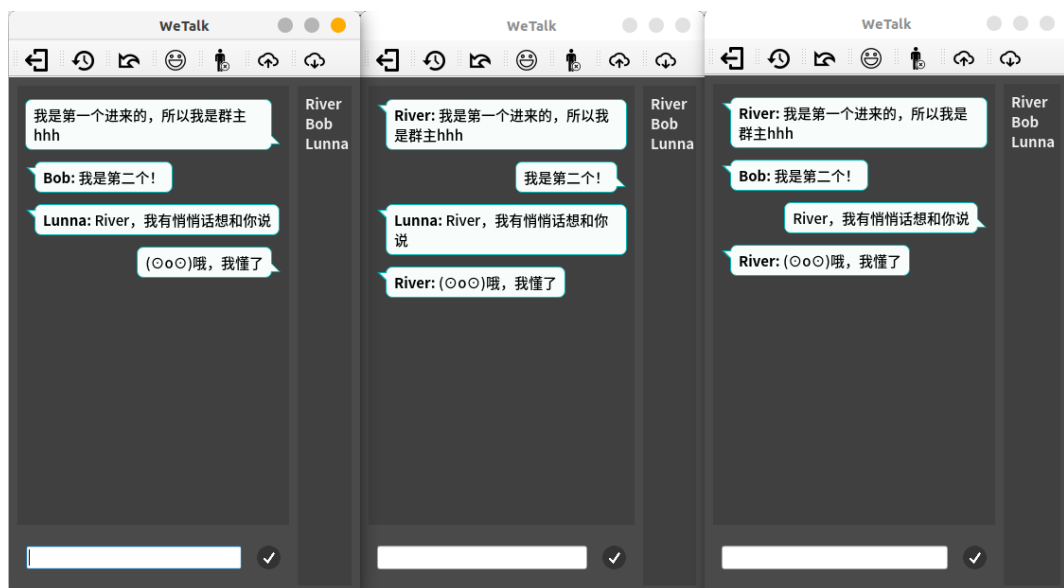 WeTalk
我是第一个进来的，所以我是群主
hhh
Bob: 我是第二个！
Lunna: River，我有悄悄话想和你说
(⊙o⊙)哦，我懂了
River
Bob
Lunna
WeTalk
River: 我是第一个进来的，所以我
是群主hhh
我是第二个！
Lunna: River，我有悄悄话想和你
说
River: (⊙o⊙)哦，我懂了
River
Bob
Lunna
WeTalk
River: 我是第一个进来的，所以我是
群主hhh
Bob: 我是第二个！
River，我有悄悄话想和你说
River: (⊙o⊙)哦，我懂了
River
Bob
Lunna